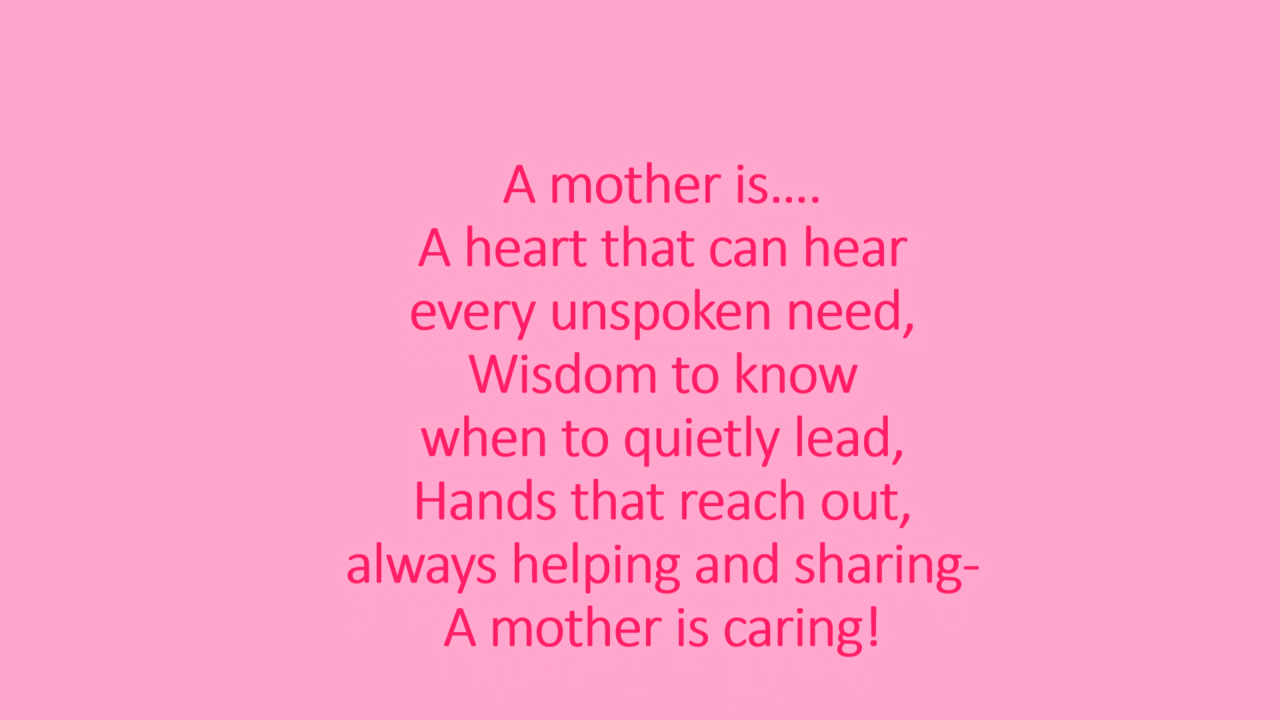 A mother is....
A heart that can hear
every unspoken need,
Wisdom to know
when to quietly lead,
Hands that reach out,
always helping and sharing-
A mother is caring!